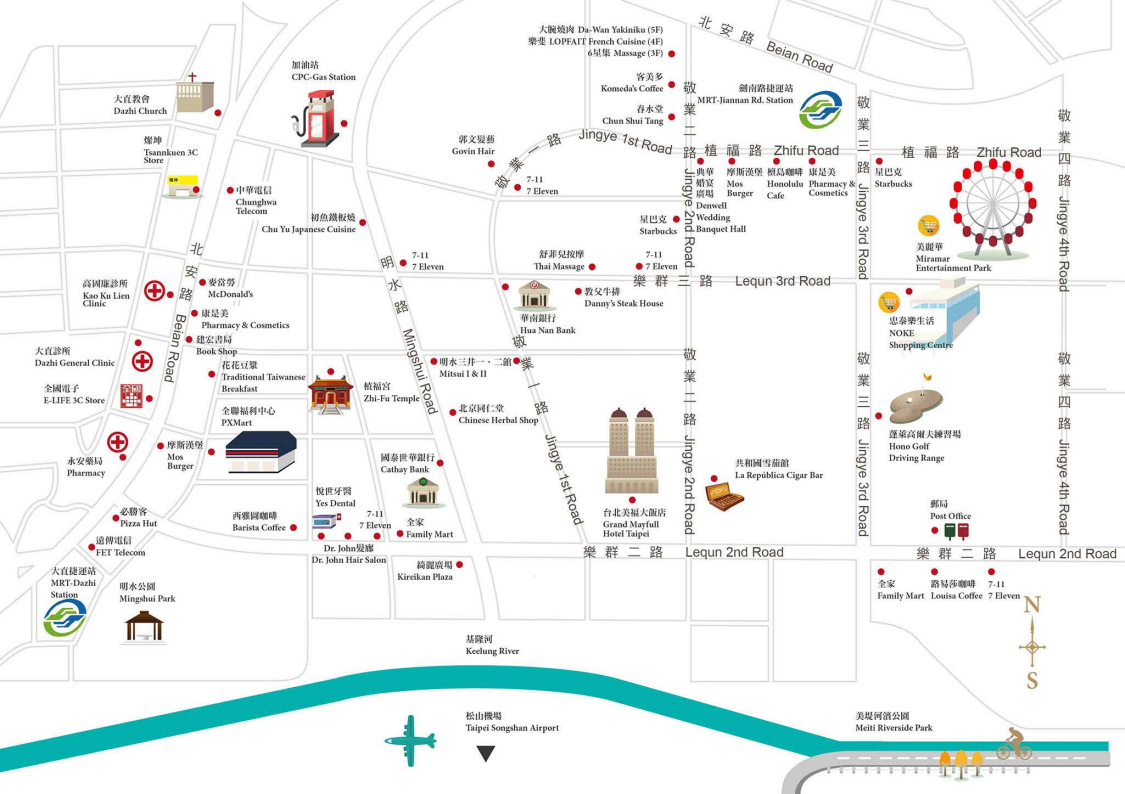 大腕燒肉 Da-Wan Yakiniku (5F)
樂斐 LOPFAIT French Cuisine (4F)
6星集 Massage (3F)
北安路 Beian Road
加油站
CPC-Gas Station
客美多
Komeda's Coffee
劍南路捷運站
MRT-Jiannan Rd. Station
大直教會
Dazhi Church
春水堂
Chun Shui Tang
敬業二路 Jingye 2nd Road
敬業三路 Jingye 3rd Road
敬業四路 Jingye 4th Road
燦坤
Tsannkuen 3C
Store
郭文髮藝
Govin Hair
敬業一路 Jingye 1st Road
植福路 Zhifu Road
植福路 Zhifu Road
7-11
7 Eleven
典華
婚宴
廣場
Denwell
Wedding
Banquet Hall
摩斯漢堡
Mos
Burger
檀島咖啡
Honolulu
Cafe
康是美
Pharmacy &
Cosmetics
星巴克
Starbucks
燦坤
中華電信
Chunghwa
Telecom
初魚鐵板燒
Chu Yu Japanese Cuisine
星巴克
Starbucks
美麗華
Miramar
Entertainment Park
北安路 Beian Road
明水路 Mingshui Road
7-11
7 Eleven
舒菲兒按摩
Thai Massage
7-11
7 Eleven
樂群三路 Lequn 3rd Road
高固廉診所
Kao Ku Lien
Clinic
麥當勞
McDonald's
教父牛排
Danny's Steak House
華南銀行
Hua Nan Bank
康是美
Pharmacy & Cosmetics
建宏書局
Book Shop
忠泰樂生活
NOKE
Shopping Centre
敬業一路 Jingye 1st Road
敬業二路 Jingye 2nd Road
敬業三路 Jingye 3rd Road
敬業四路 Jingye 4th Road
大直診所
Dazhi General Clinic
花花豆漿
Traditional Taiwanese
Breakfast
明水三井一、二館
Mitsui I & II
植福宮
Zhi-Fu Temple
全國電子
E-LIFE 3C Store
全國
全聯福利中心
PXMart
北京同仁堂
Chinese Herbal Shop
蓬萊高爾夫練習場
Hono Golf
Driving Range
永安藥局
Pharmacy
摩斯漢堡
Mos
Burger
國泰世華銀行
Cathay Bank
共和國雪茄館
La República Cigar Bar
悅世牙醫
Yes Dental
7-11
7 Eleven
全家
Family Mart
台北美福大飯店
Grand Mayfull
Hotel Taipei
郵局
Post Office
必勝客
Pizza Hut
西雅圖咖啡
Barista Coffee
Dr. John髮廊
Dr. John Hair Salon
遠傳電信
FET Telecom
樂群二路 Lequn 2nd Road
樂群二路 Lequn 2nd Road
綺麗廣場
Kireikan Plaza
大直捷運站
MRT-Dazhi
Station
明水公園
Mingshui Park
全家
Family Mart
路易莎咖啡
Louisa Coffee
7-11
7 Eleven
N
S
基隆河
Keelung River
松山機場
Taipei Songshan Airport
美堤河濱公園
Meiti Riverside Park